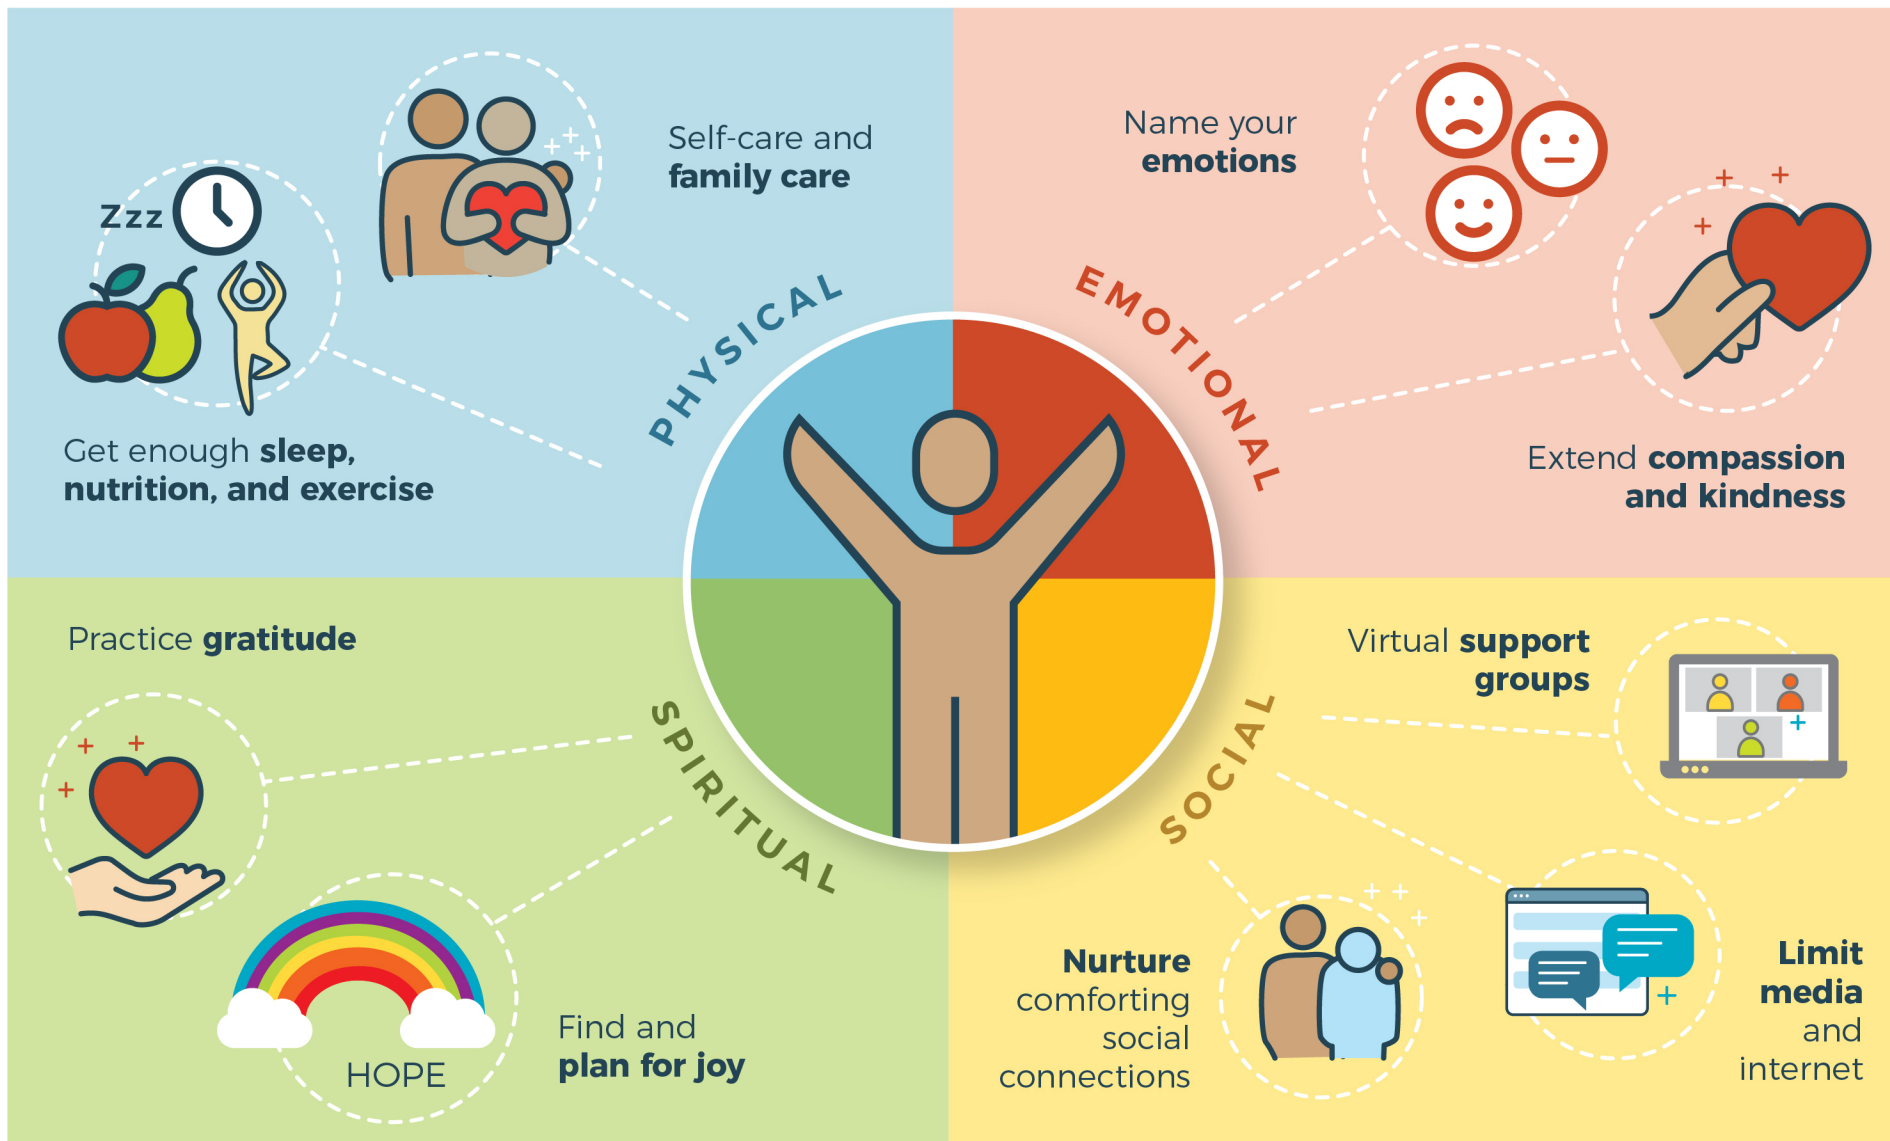 Self-care and
family care
Zzz
Get enough sleep,
nutrition, and exercise
PHYSICAL
Name your
emotions
EMOTIONAL
Extend compassion
and kindness
Practice gratitude
SPIRITUAL
HOPE
Find and
plan for joy
Virtual support
groups
SOCIAL
Nurture
comforting
social
connections
Limit
media
and
internet